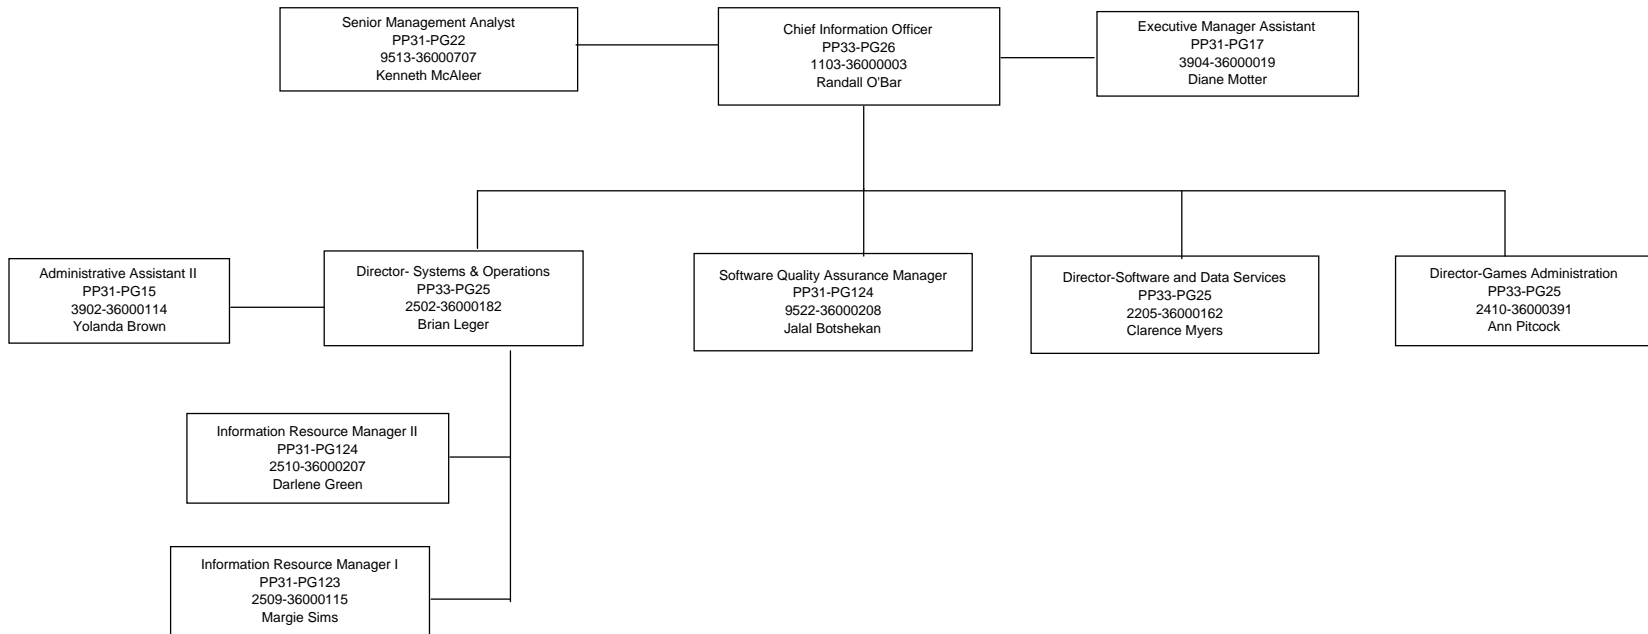 Senior Management Analyst
PP31-PG22
9513-36000707
Kenneth McAleer
Chief Information Officer
PP33-PG26
1103-36000003
Randall O'Bar
Executive Manager Assistant
PP31-PG17
3904-36000019
Diane Motter
Administrative Assistant II
PP31-PG15
3902-36000114
Yolanda Brown
Director- Systems & Operations
PP33-PG25
2502-36000182
Brian Leger
Software Quality Assurance Manager
PP31-PG124
9522-36000208
Jalal Botshekan
Director-Software and Data Services
PP33-PG25
2205-36000162
Clarence Myers
Director-Games Administration
PP33-PG25
2410-36000391
Ann Pitcock
Information Resource Manager II
PP31-PG124
2510-36000207
Darlene Green
Information Resource Manager I
PP31-PG123
2509-36000115
Margie Sims